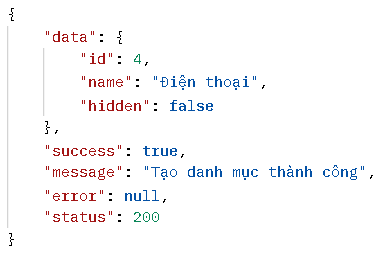 {
    "data": {
        "id": 4,
        "name": "Điện thoại",
        "hidden": false
    },
    "success": true,
    "message": "Tạo danh mục thành công",
    "error": null,
    "status": 200
}